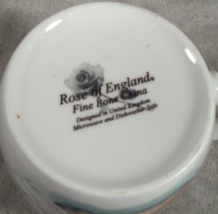 Rose of England®
Fine Bone China
Designed in United Kingdom
Microwave and Dishwasher Safe